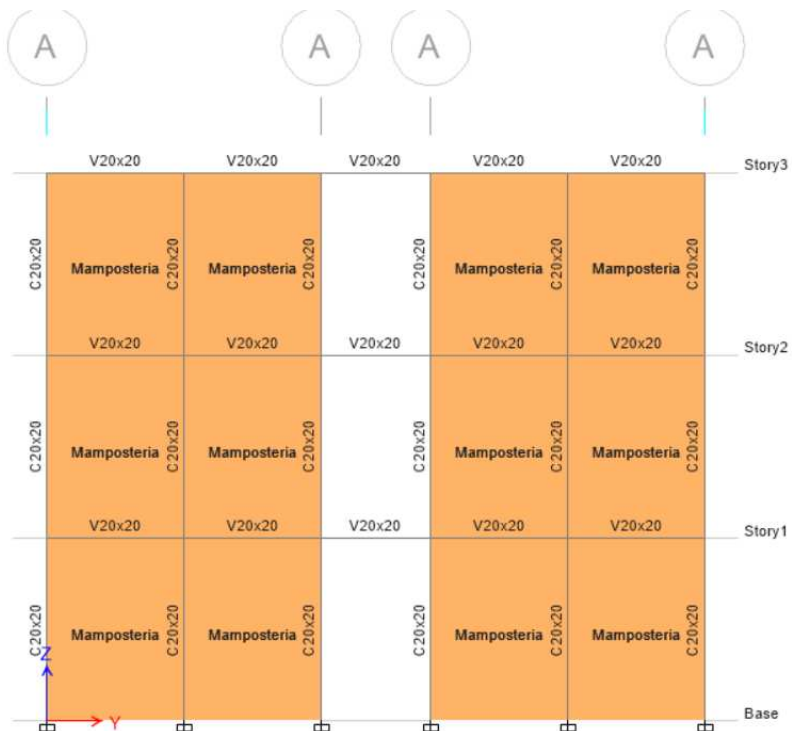 A A A A
V20x20 V20x20 V20x20 V20x20 V20x20 Story3
C20x20 Mamposteria C20x20 Mamposteria C20x20 C20x20 Mamposteria C20x20 Mamposteria C20x20
V20x20 V20x20 V20x20 V20x20 V20x20 Story2
C20x20 Mamposteria C20x20 Mamposteria C20x20 C20x20 Mamposteria C20x20 Mamposteria C20x20
V20x20 V20x20 V20x20 V20x20 V20x20 Story1
C20x20 Mamposteria C20x20 Mamposteria C20x20 C20x20 Mamposteria C20x20 Mamposteria C20x20
Z
Y Base